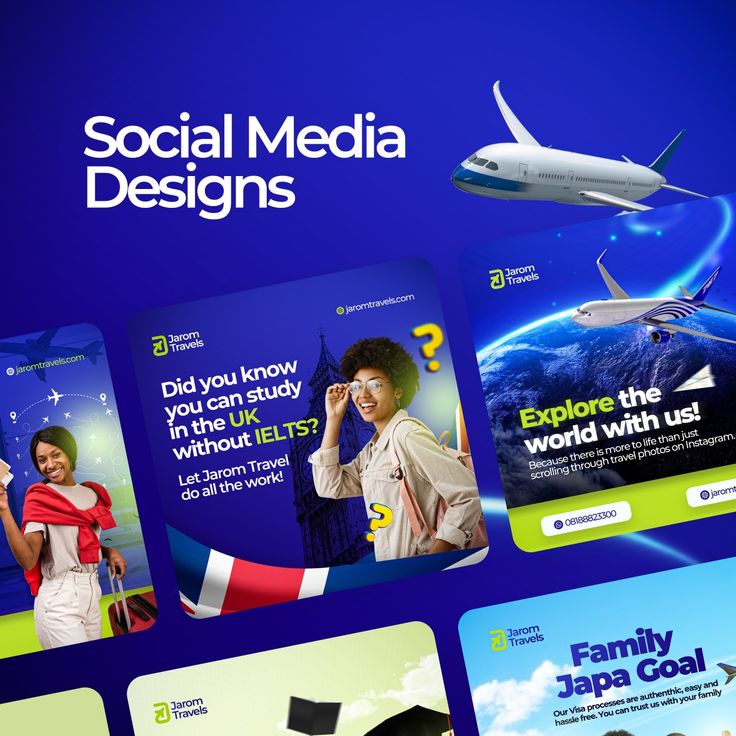 Social Media
Designs
jaromtravels.com
Jarom
Travels
jaromtravels.com
Did you know
you can study
in the UK
without IELTS?
Let Jarom Travel
do all the work!
Jarom
Travels
Explore the
world with us!
Because there is more to life than just
scrolling through travel photos on Instagram.
08188823300
jaromt
Jarom
Travels
Jarom
Travels
Family
Japa Goal
Our Visa processes are authenthic, easy and
hassle free. You can trust us with your family